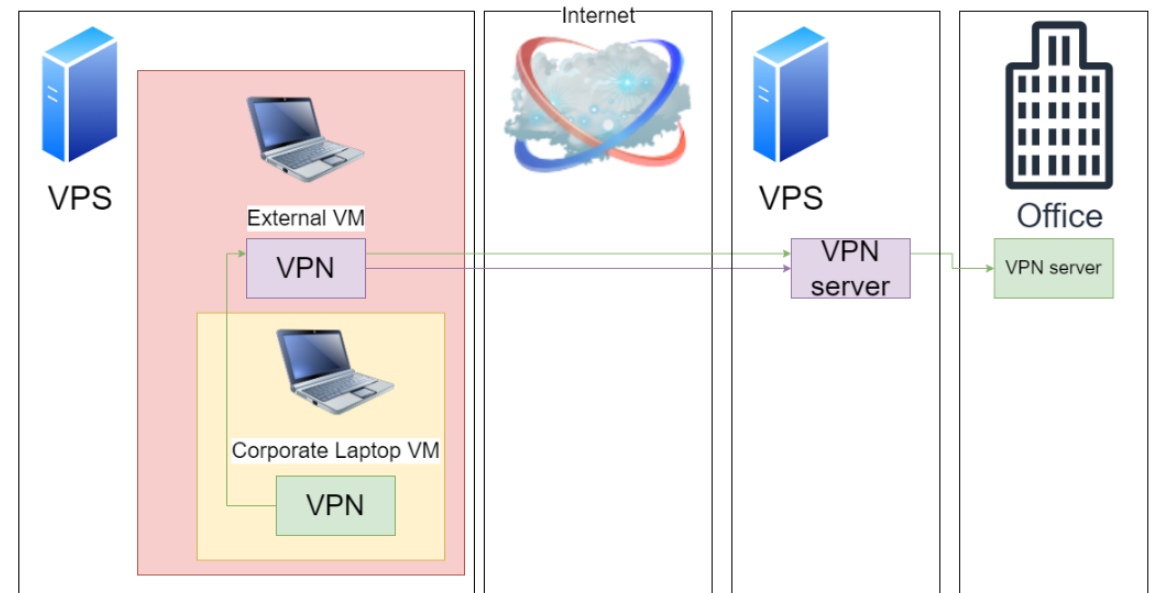 Internet
VPS
External VM
VPN
Corporate Laptop VM
VPN
VPS
VPN
server
Office
VPN server